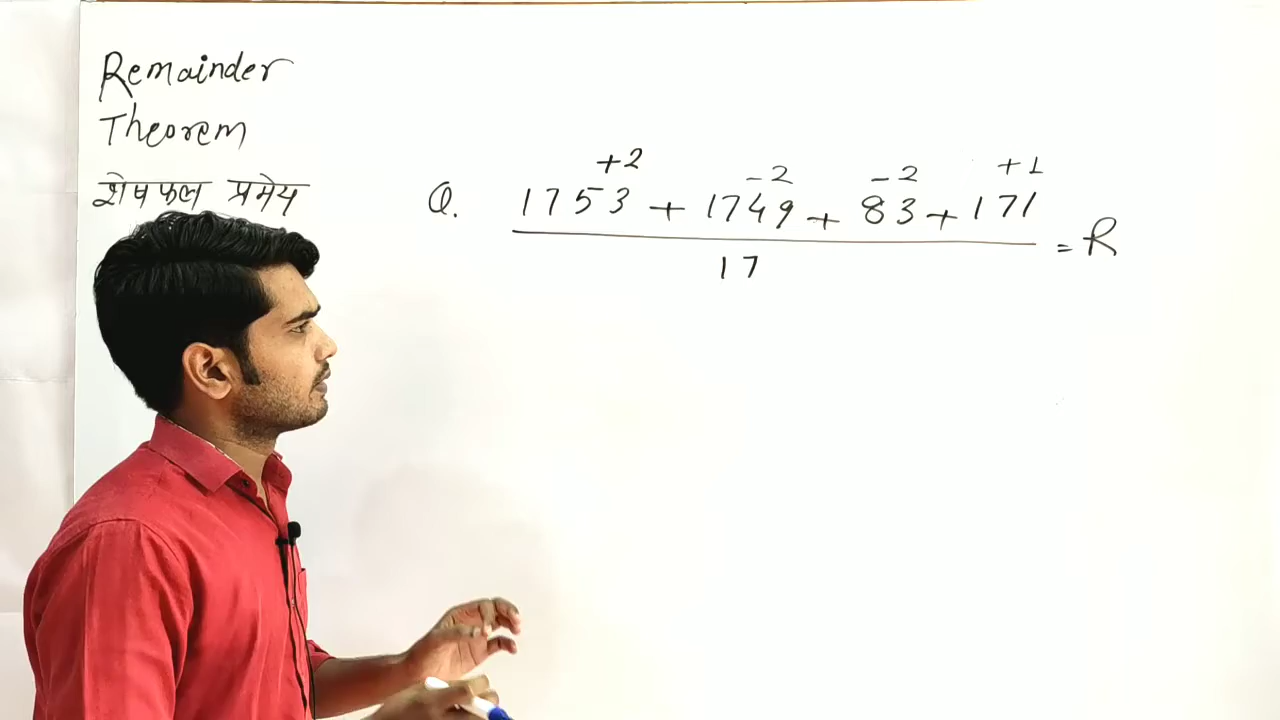 Remainder
Theorem
शेषफल प्रमेय
+2 -2 -2 +1
Q. 1753 + 1749 + 83 + 171
17
= R